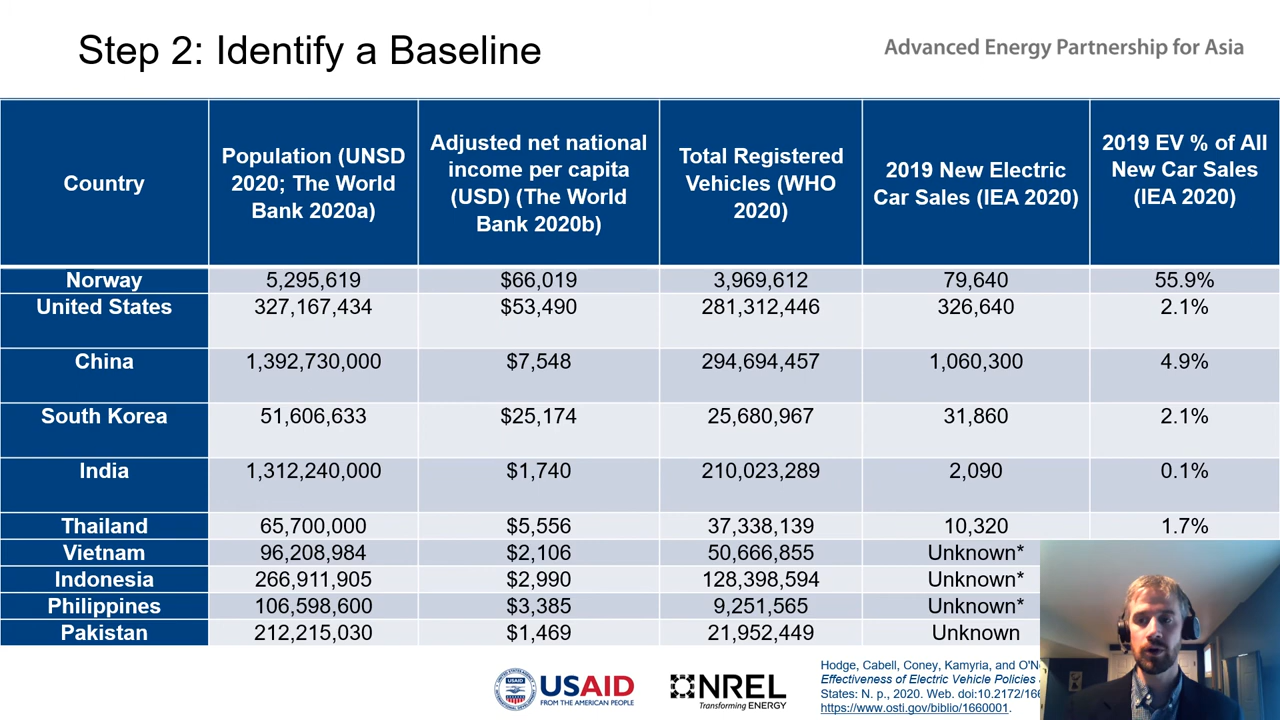 Step 2: Identify a Baseline
Advanced Energy Partnership for Asia
Country
Population (UNSD
2020; The World
Bank 2020a)
Adjusted net national
income per capita
(USD) (The World
Bank 2020b)
Total Registered
Vehicles (WHO
2020)
2019 New Electric
Car Sales (IEA 2020)
2019 EV % of All
New Car Sales
(IEA 2020)
Norway 5,295,619 $66,019 3,969,612 79,640 55.9%
United States 327,167,434 $53,490 281,312,446 326,640 2.1%
China 1,392,730,000 $7,548 294,694,457 1,060,300 4.9%
South Korea 51,606,633 $25,174 25,680,967 31,860 2.1%
India 1,312,240,000 $1,740 210,023,289 2,090 0.1%
Thailand 65,700,000 $5,556 37,338,139 10,320 1.7%
Vietnam 96,208,984 $2,106 50,666,855 Unknown*
Indonesia 266,911,905 $2,990 128,398,594 Unknown*
Philippines 106,598,600 $3,385 9,251,565 Unknown*
Pakistan 212,215,030 $1,469 21,952,449 Unknown
USAID
USAID
FROM THE AMERICAN PEOPLE
NREL
Transforming ENERGY
Hodge, Cabell, Coney, Kamyria, and
Effectiveness of Electric Vehicle Policies
States: N. p., 2020. Web.
https://www.osti.gov/biblio/1660001.